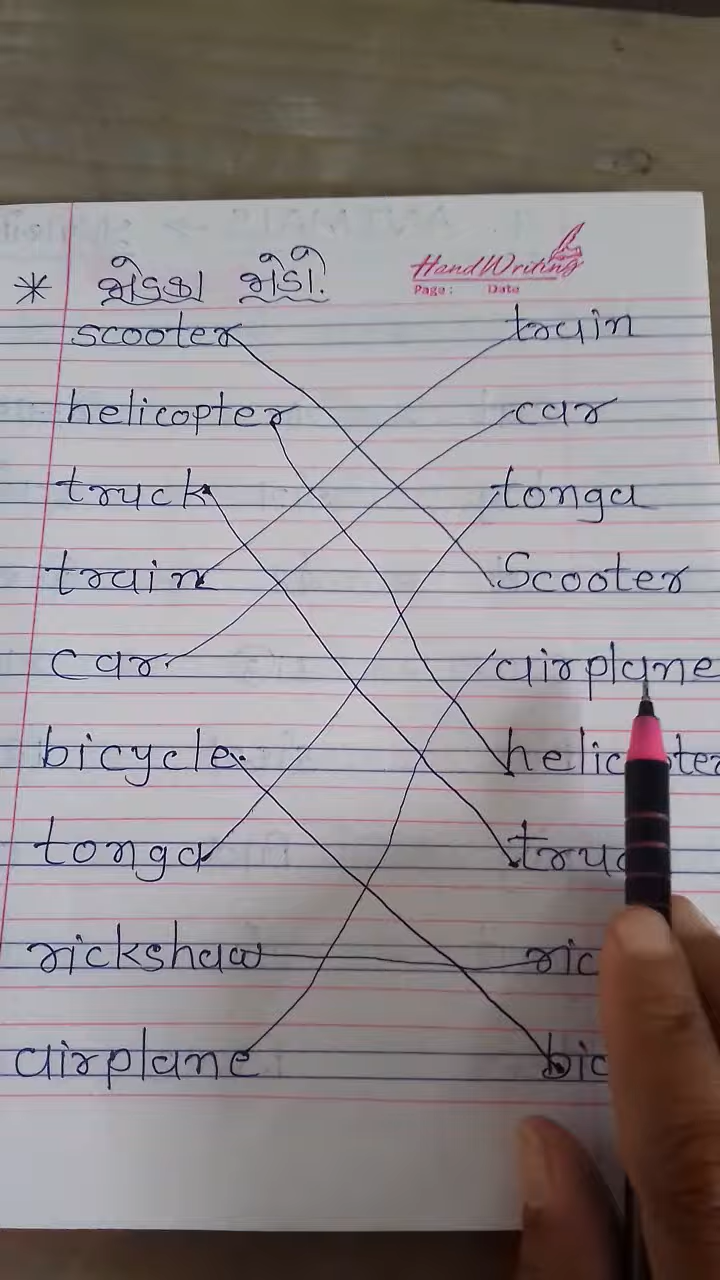 * જોડકા જોડો.
HandWriting
Page: Date
scooter train
helicopter car
truck tonga
train Scooter
car airplane
bicycle helic ter
tonga truc
rickshaw ric
airplane bic